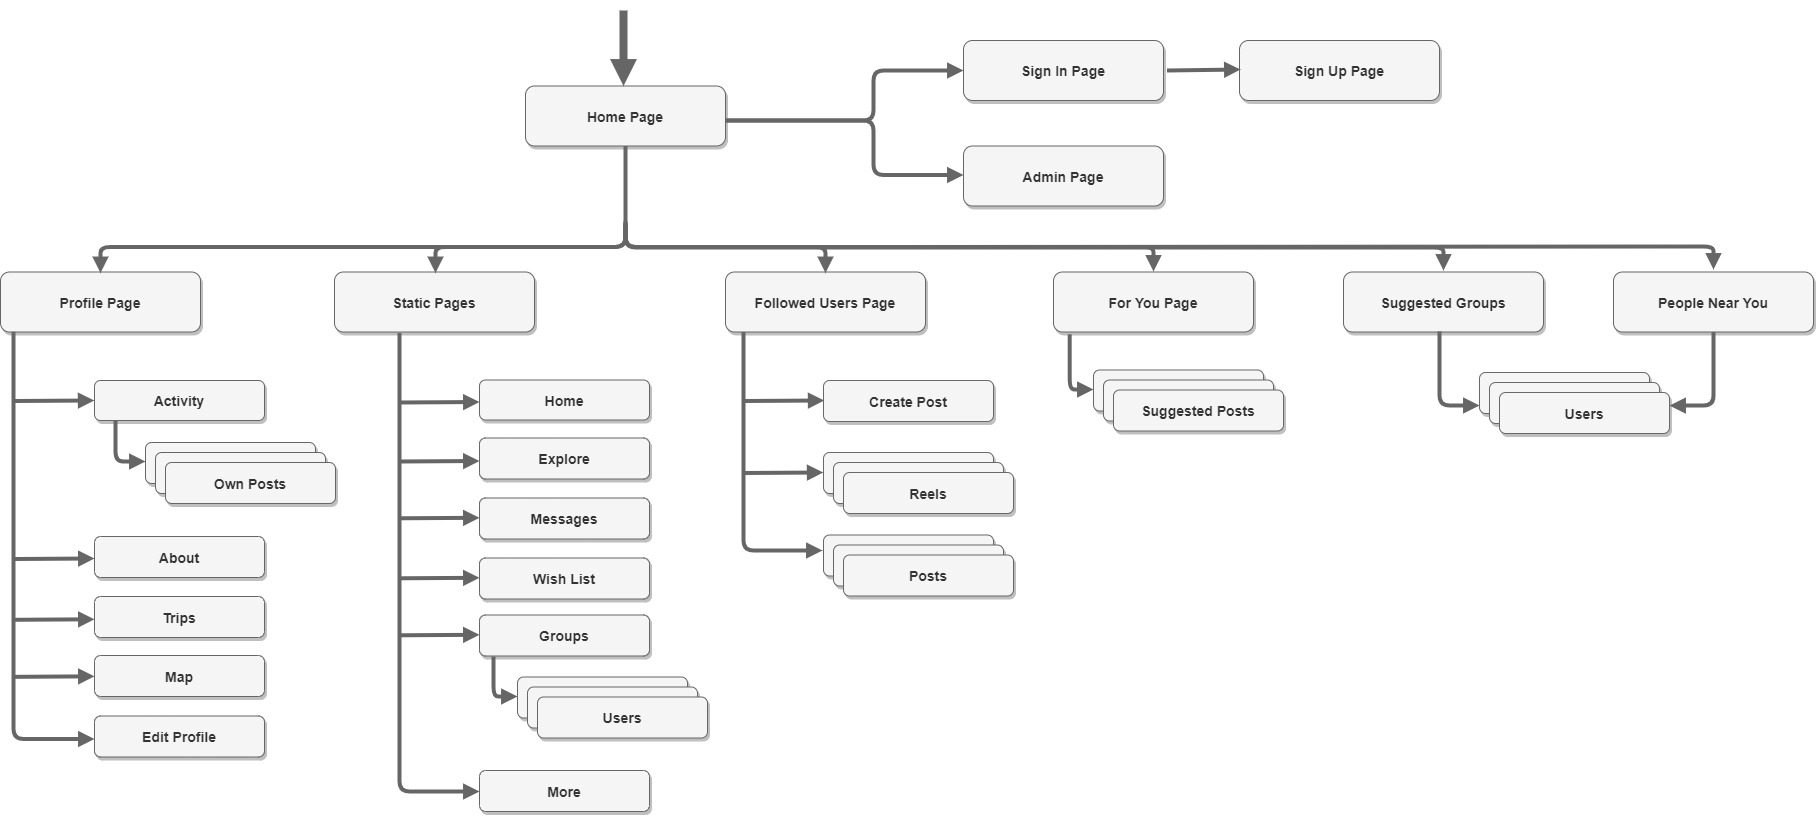 Home Page
Sign In Page
Sign Up Page
Admin Page
Profile Page
Static Pages
Followed Users Page
For You Page
Suggested Groups
People Near You
Activity
Own Posts
About
Trips
Map
Edit Profile
Home
Explore
Messages
Wish List
Groups
Users
More
Create Post
Reels
Posts
Suggested Posts
Users